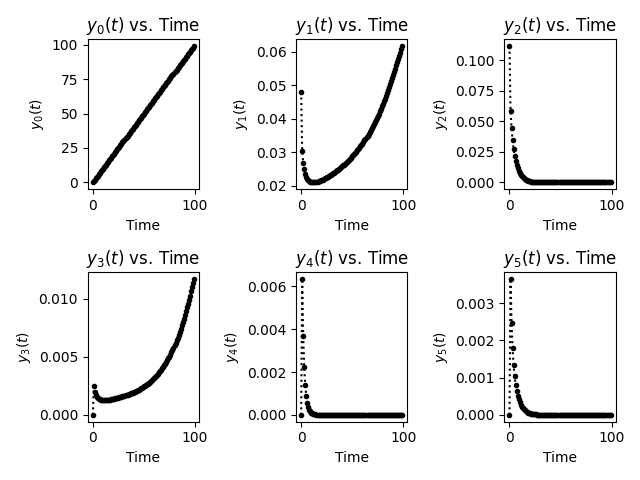 y₀(t) vs. Time
y₁(t) vs. Time
y₂(t) vs. Time
100
75
50
25
0
y₀(t)
0 100
Time
0.06
0.05
0.04
0.03
0.02
y₁(t)
0 100
Time
0.100
0.075
0.050
0.025
0.000
y₂(t)
0 100
Time
y₃(t) vs. Time
y₄(t) vs. Time
y₅(t) vs. Time
0.010
0.005
0.000
y₃(t)
0 100
Time
0.006
0.004
0.002
0.000
y₄(t)
0 100
Time
0.003
0.002
0.001
0.000
y₅(t)
0 100
Time